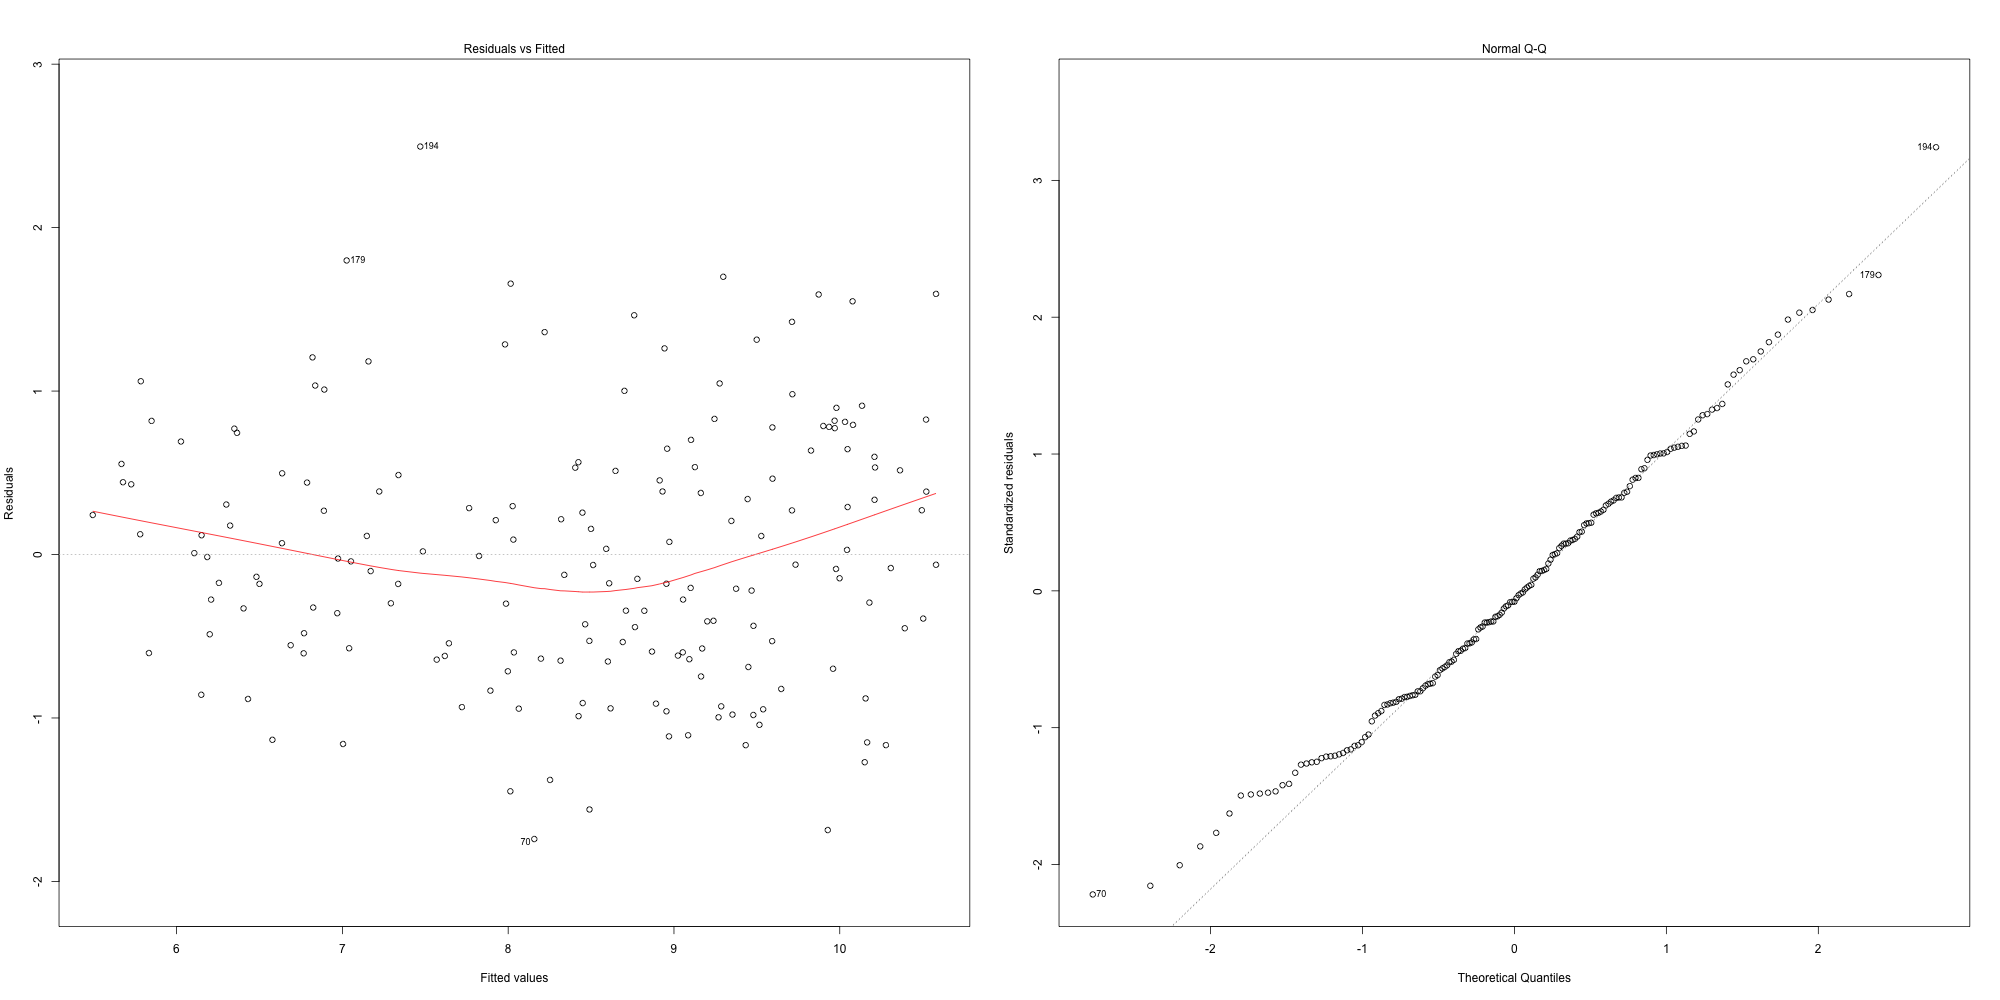 Residuals vs Fitted
3
2
1
0
-1
-2
Residuals
194
179
70
6 7 8 9 10
Fitted values
Normal Q-Q
3
2
1
0
-1
-2
Standardized residuals
194
179
70
-2 -1 0 1 2
Theoretical Quantiles